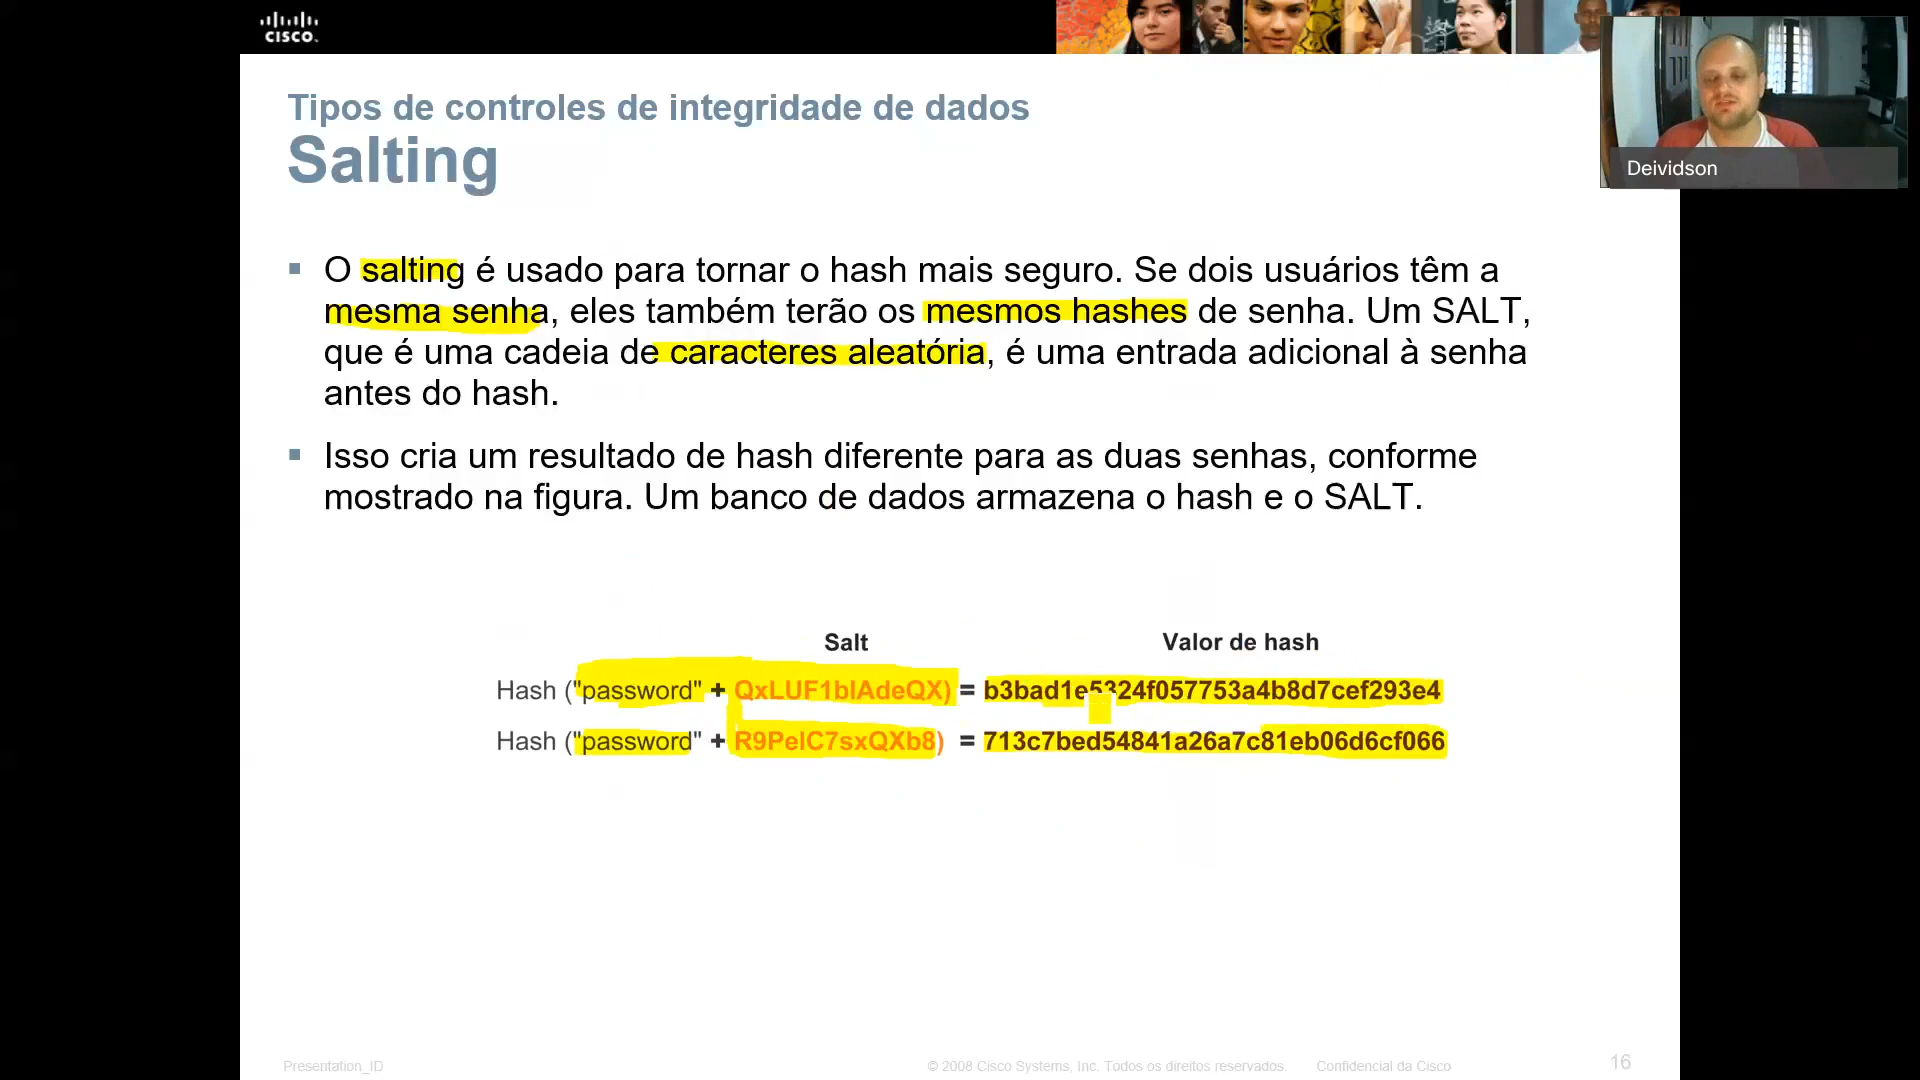 CISCO.
Deividson
Tipos de controles de integridade de dados
Salting
O salting é usado para tornar o hash mais seguro. Se dois usuários têm a
mesma senha, eles também terão os mesmos hashes de senha. Um SALT,
que é uma cadeia de caracteres aleatória, é uma entrada adicional à senha
antes do hash.
Isso cria um resultado de hash diferente para as duas senhas, conforme
mostrado na figura. Um banco de dados armazena o hash e o SALT.
Salt Valor de hash
Hash ("password" + QxLUF1blAdeQX) = b3bad1e5324f057753a4b8d7cef293e4
Hash ("password" + R9PelC7sxQXb8) = 713c7bed54841a26a7c81eb06d6cf066
Presentation_ID © 2008 Cisco Systems, Inc. Todos os direitos reservados. Confidencial da Cisco 16